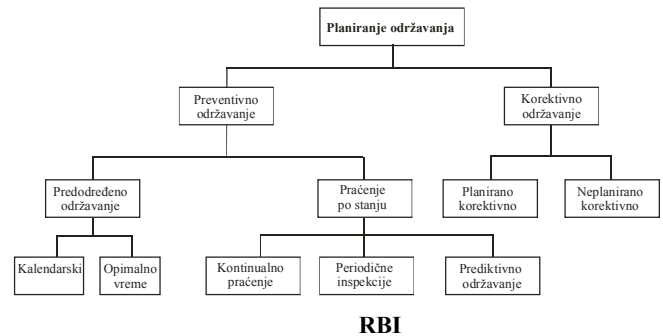 Planiranje održavanja
Preventivno
održavanje
Korektivno
održavanje
Predodređeno
održavanje
Praćenje
po stanju
Planirano
korektivno
Neplanirano
korektivno
Kalendarski
Opimalno
vreme
Kontinualno
praćenje
Periodične
inspekcije
Prediktivno
održavanje
RBI